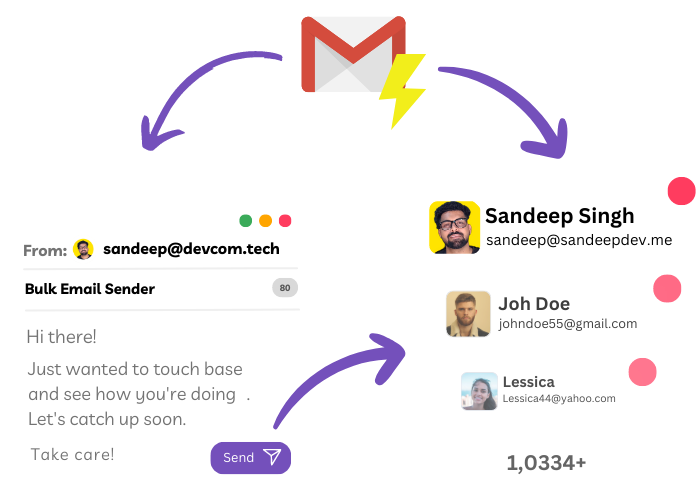 From: sandeep@devcom.tech
Bulk Email Sender 80
Hi there!
Just wanted to touch base
and see how you're doing .
Let's catch up soon.
Take care!
Send
Sandeep Singh
sandeep@sandeepdev.me
Joh Doe
johndoe55@gmail.com
Lessica
Lessica44@yahoo.com
1,0334+